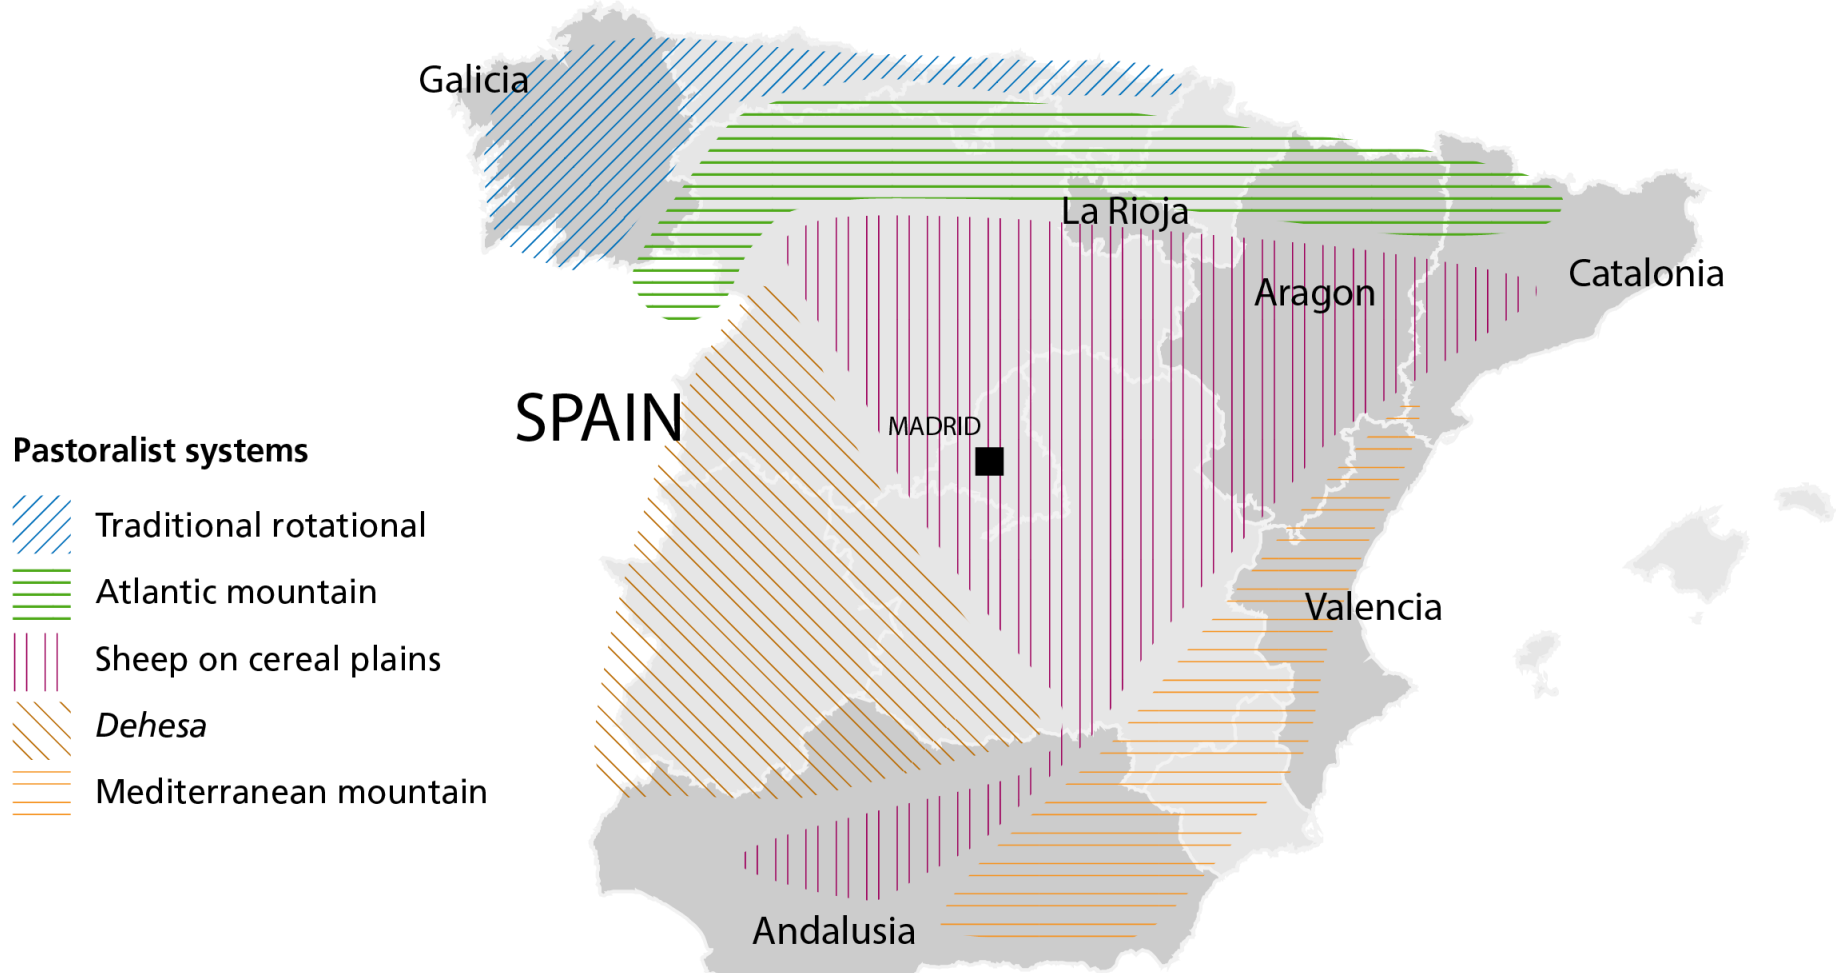 Galicia
La Rioja
Catalonia
Aragon
SPAIN
MADRID
Pastoralist systems
Traditional rotational
Atlantic mountain
Valencia
Sheep on cereal plains
Dehesa
Mediterranean mountain
Andalusia